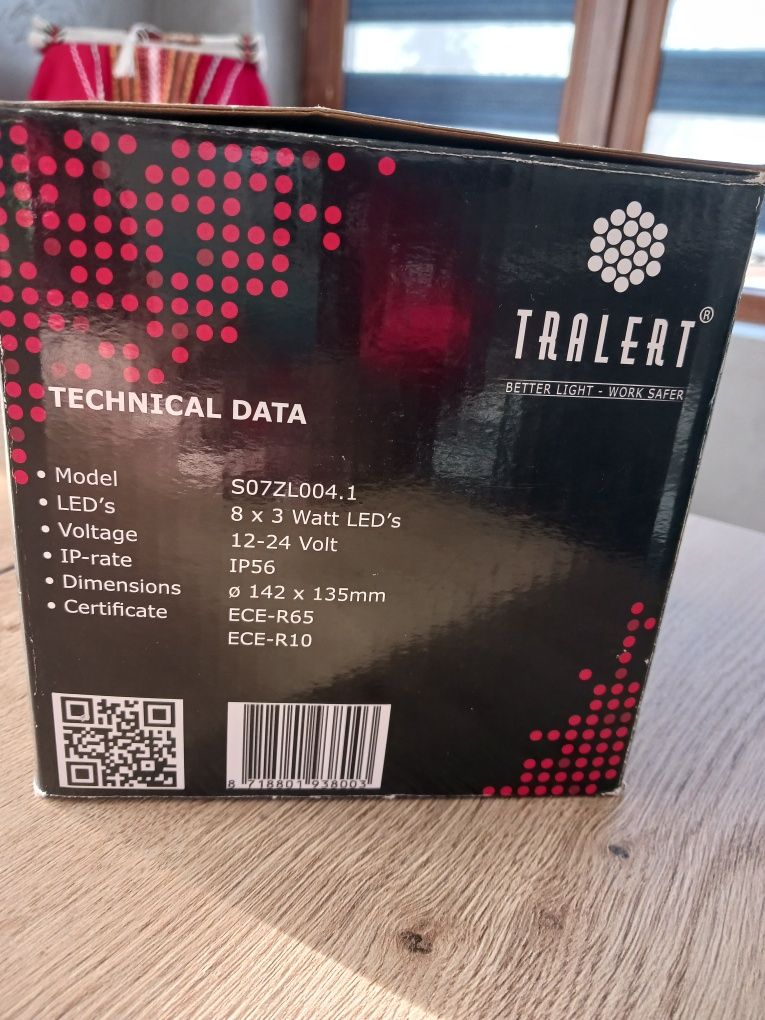 TRALERT®
BETTER LIGHT - WORK SAFER
TECHNICAL DATA
• Model S07ZL004.1
• LED's 8 x 3 Watt LED's
• Voltage 12-24 Volt
• IP-rate IP56
• Dimensions ø 142 x 135mm
• Certificate ECE-R65
ECE-R10
8 718801 938003